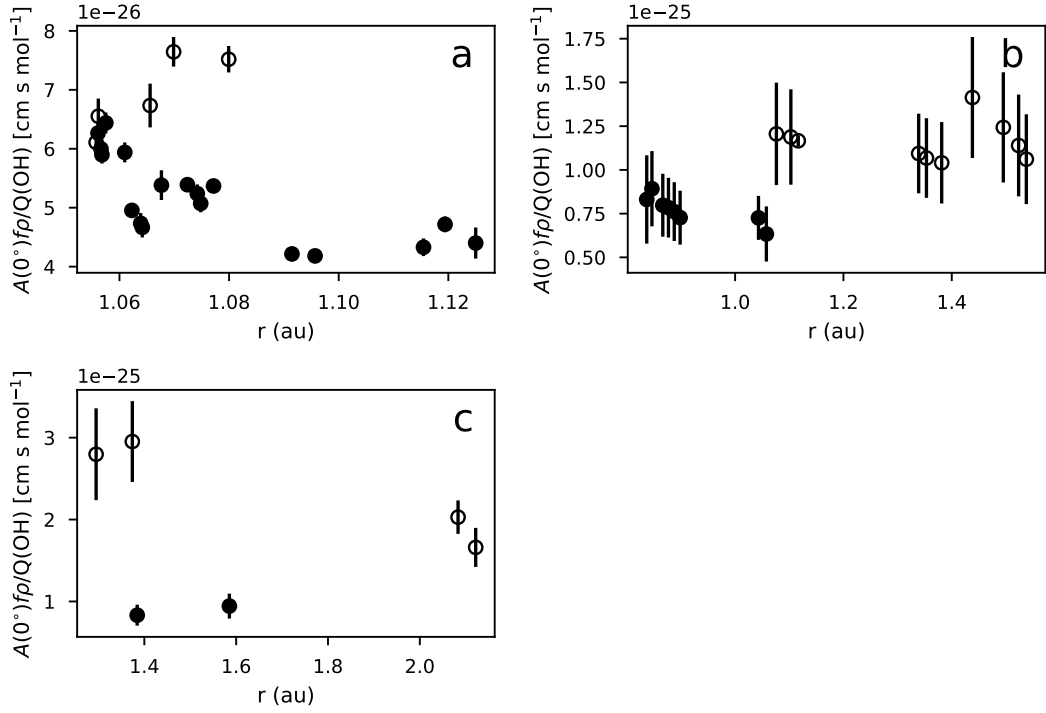 1e−26
a
8
7
6
5
4
A(0°)fρ/Q(OH) [cm s mol⁻¹]
1.06 1.08 1.10 1.12
r (au)
1e−25
b
1.75
1.50
1.25
1.00
0.75
0.50
A(0°)fρ/Q(OH) [cm s mol⁻¹]
1.0 1.2 1.4
r (au)
1e−25
c
3
2
1
A(0°)fρ/Q(OH) [cm s mol⁻¹]
1.4 1.6 1.8 2.0
r (au)